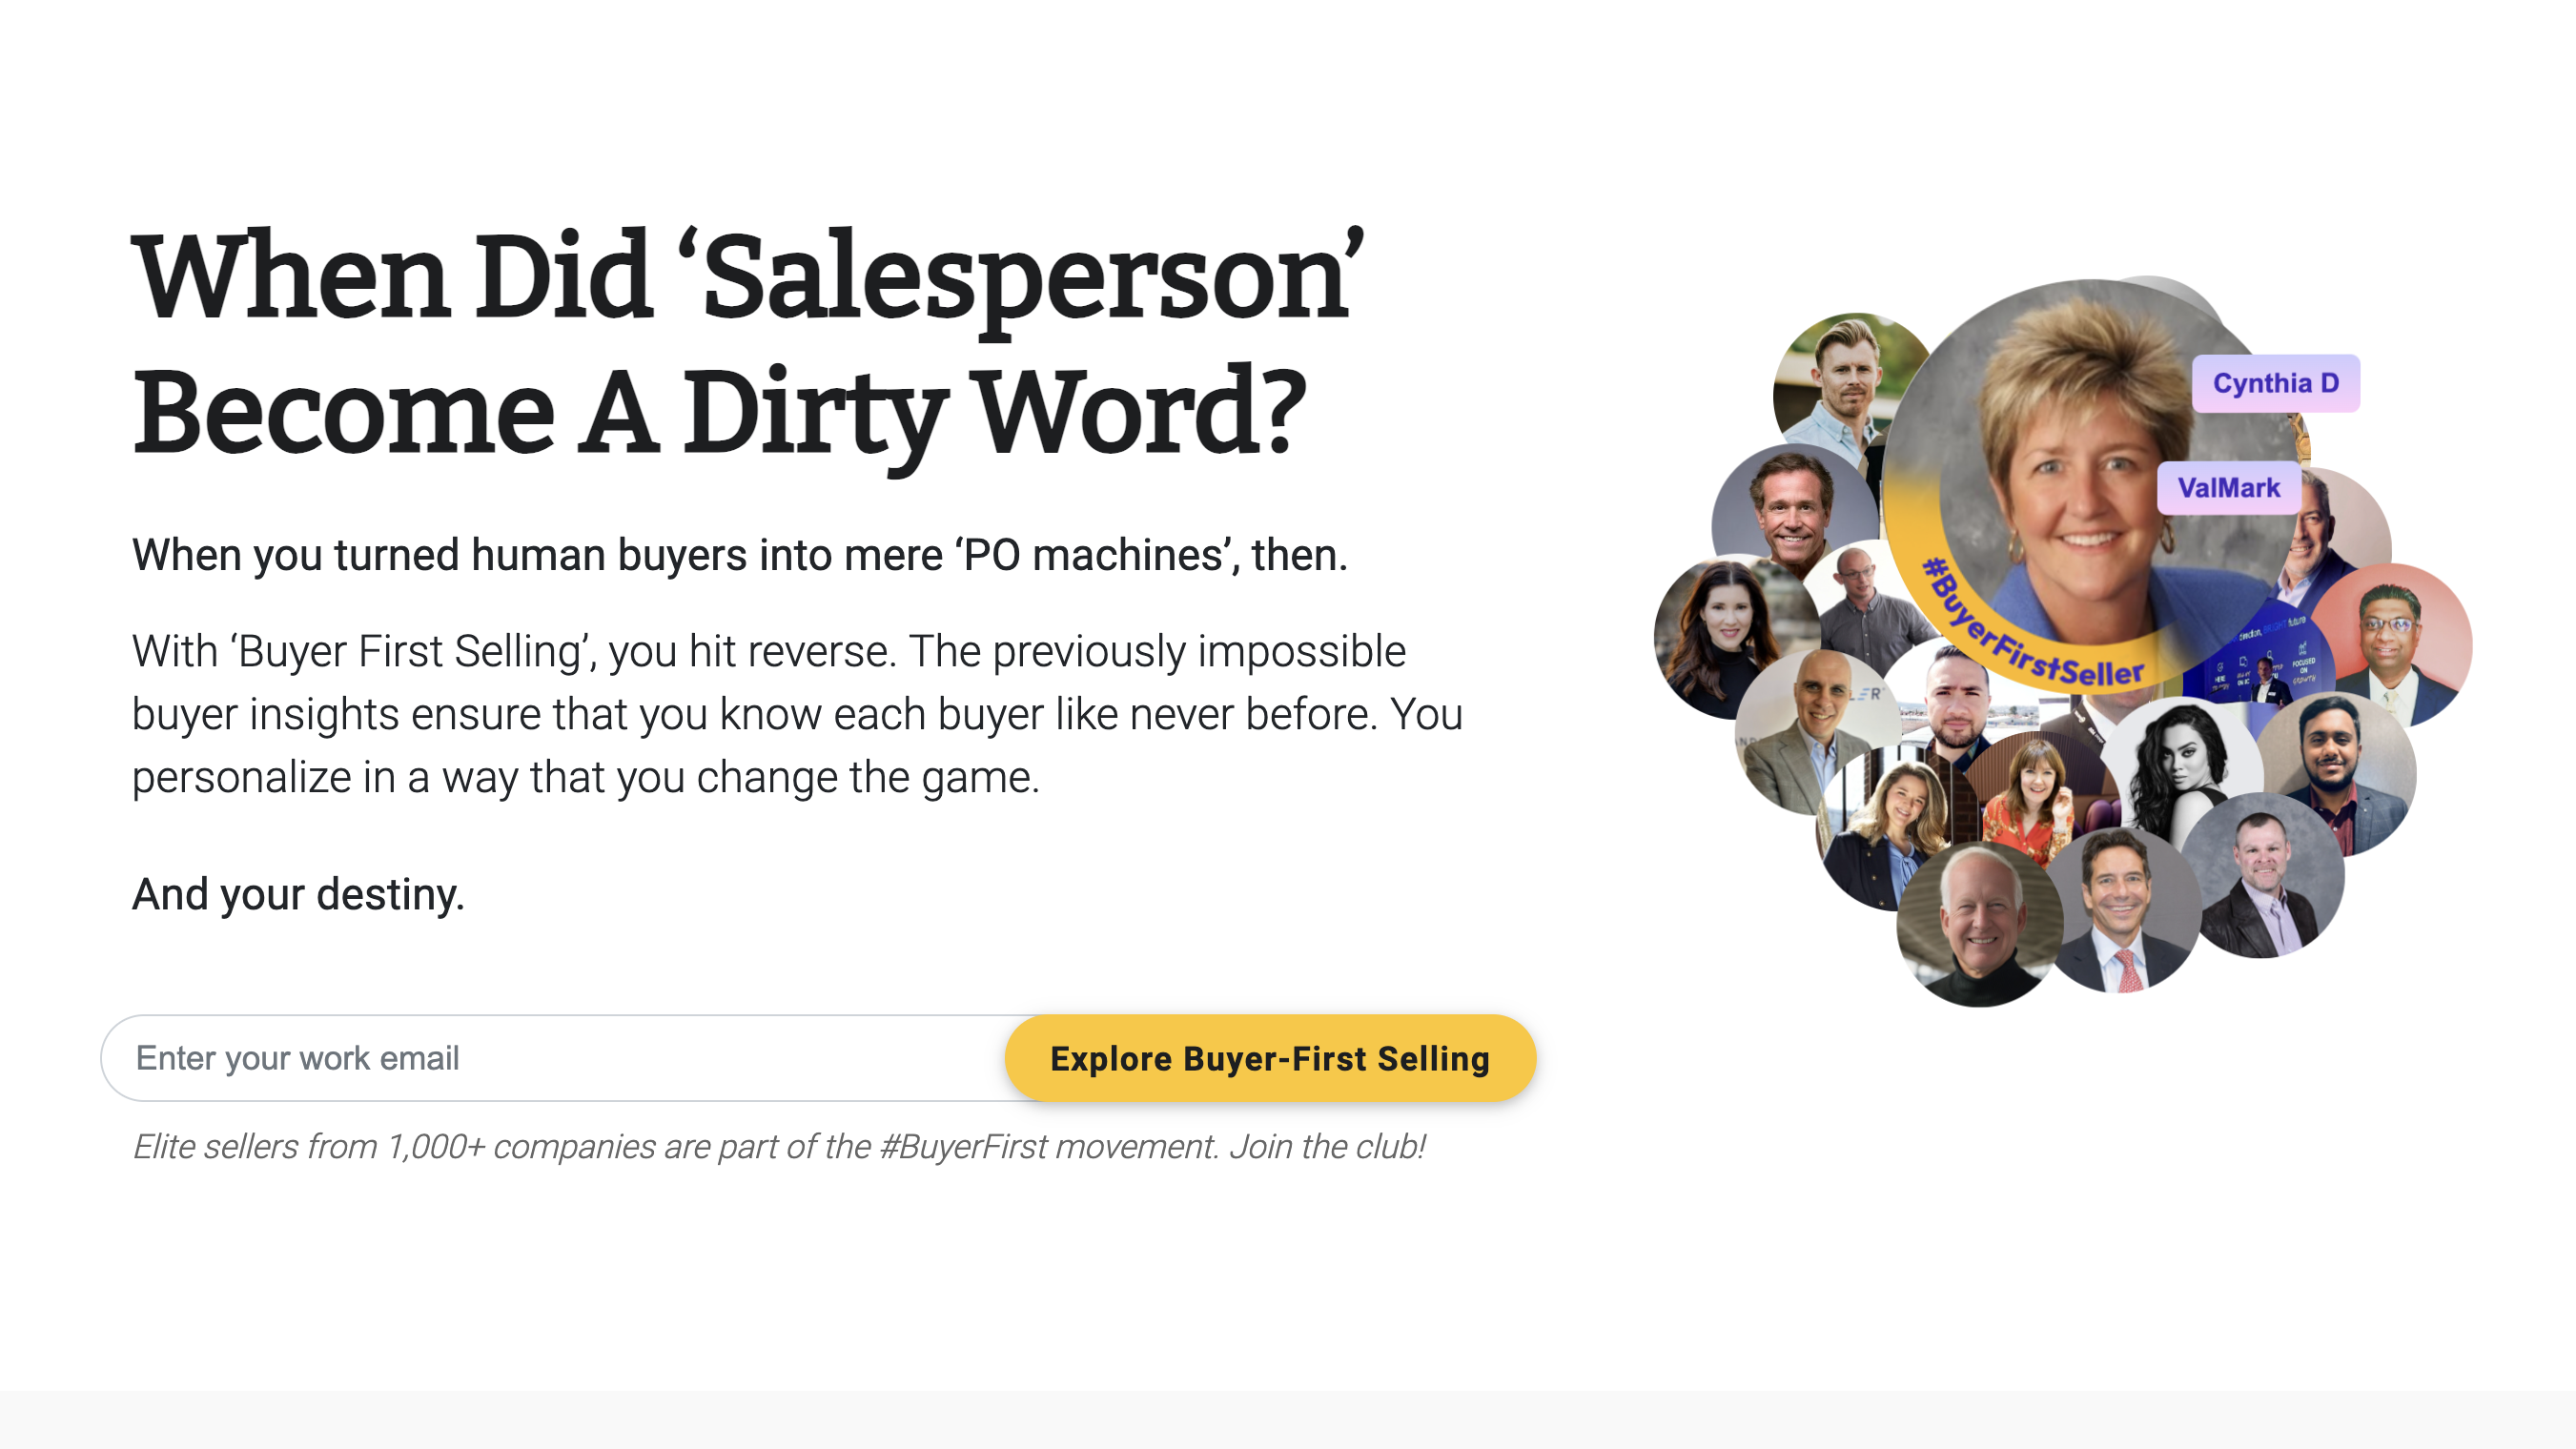 When Did ‘Salesperson’
Become A Dirty Word?
When you turned human buyers into mere ‘PO machines’, then.
With ‘Buyer First Selling’, you hit reverse. The previously impossible
buyer insights ensure that you know each buyer like never before. You
personalize in a way that you change the game.
And your destiny.
Enter your work email
Explore Buyer-First Selling
Elite sellers from 1,000+ companies are part of the #BuyerFirst movement. Join the club!
Cynthia D
ValMark
#BuyerFirstSeller
FOCUSED
ON
GROWTH